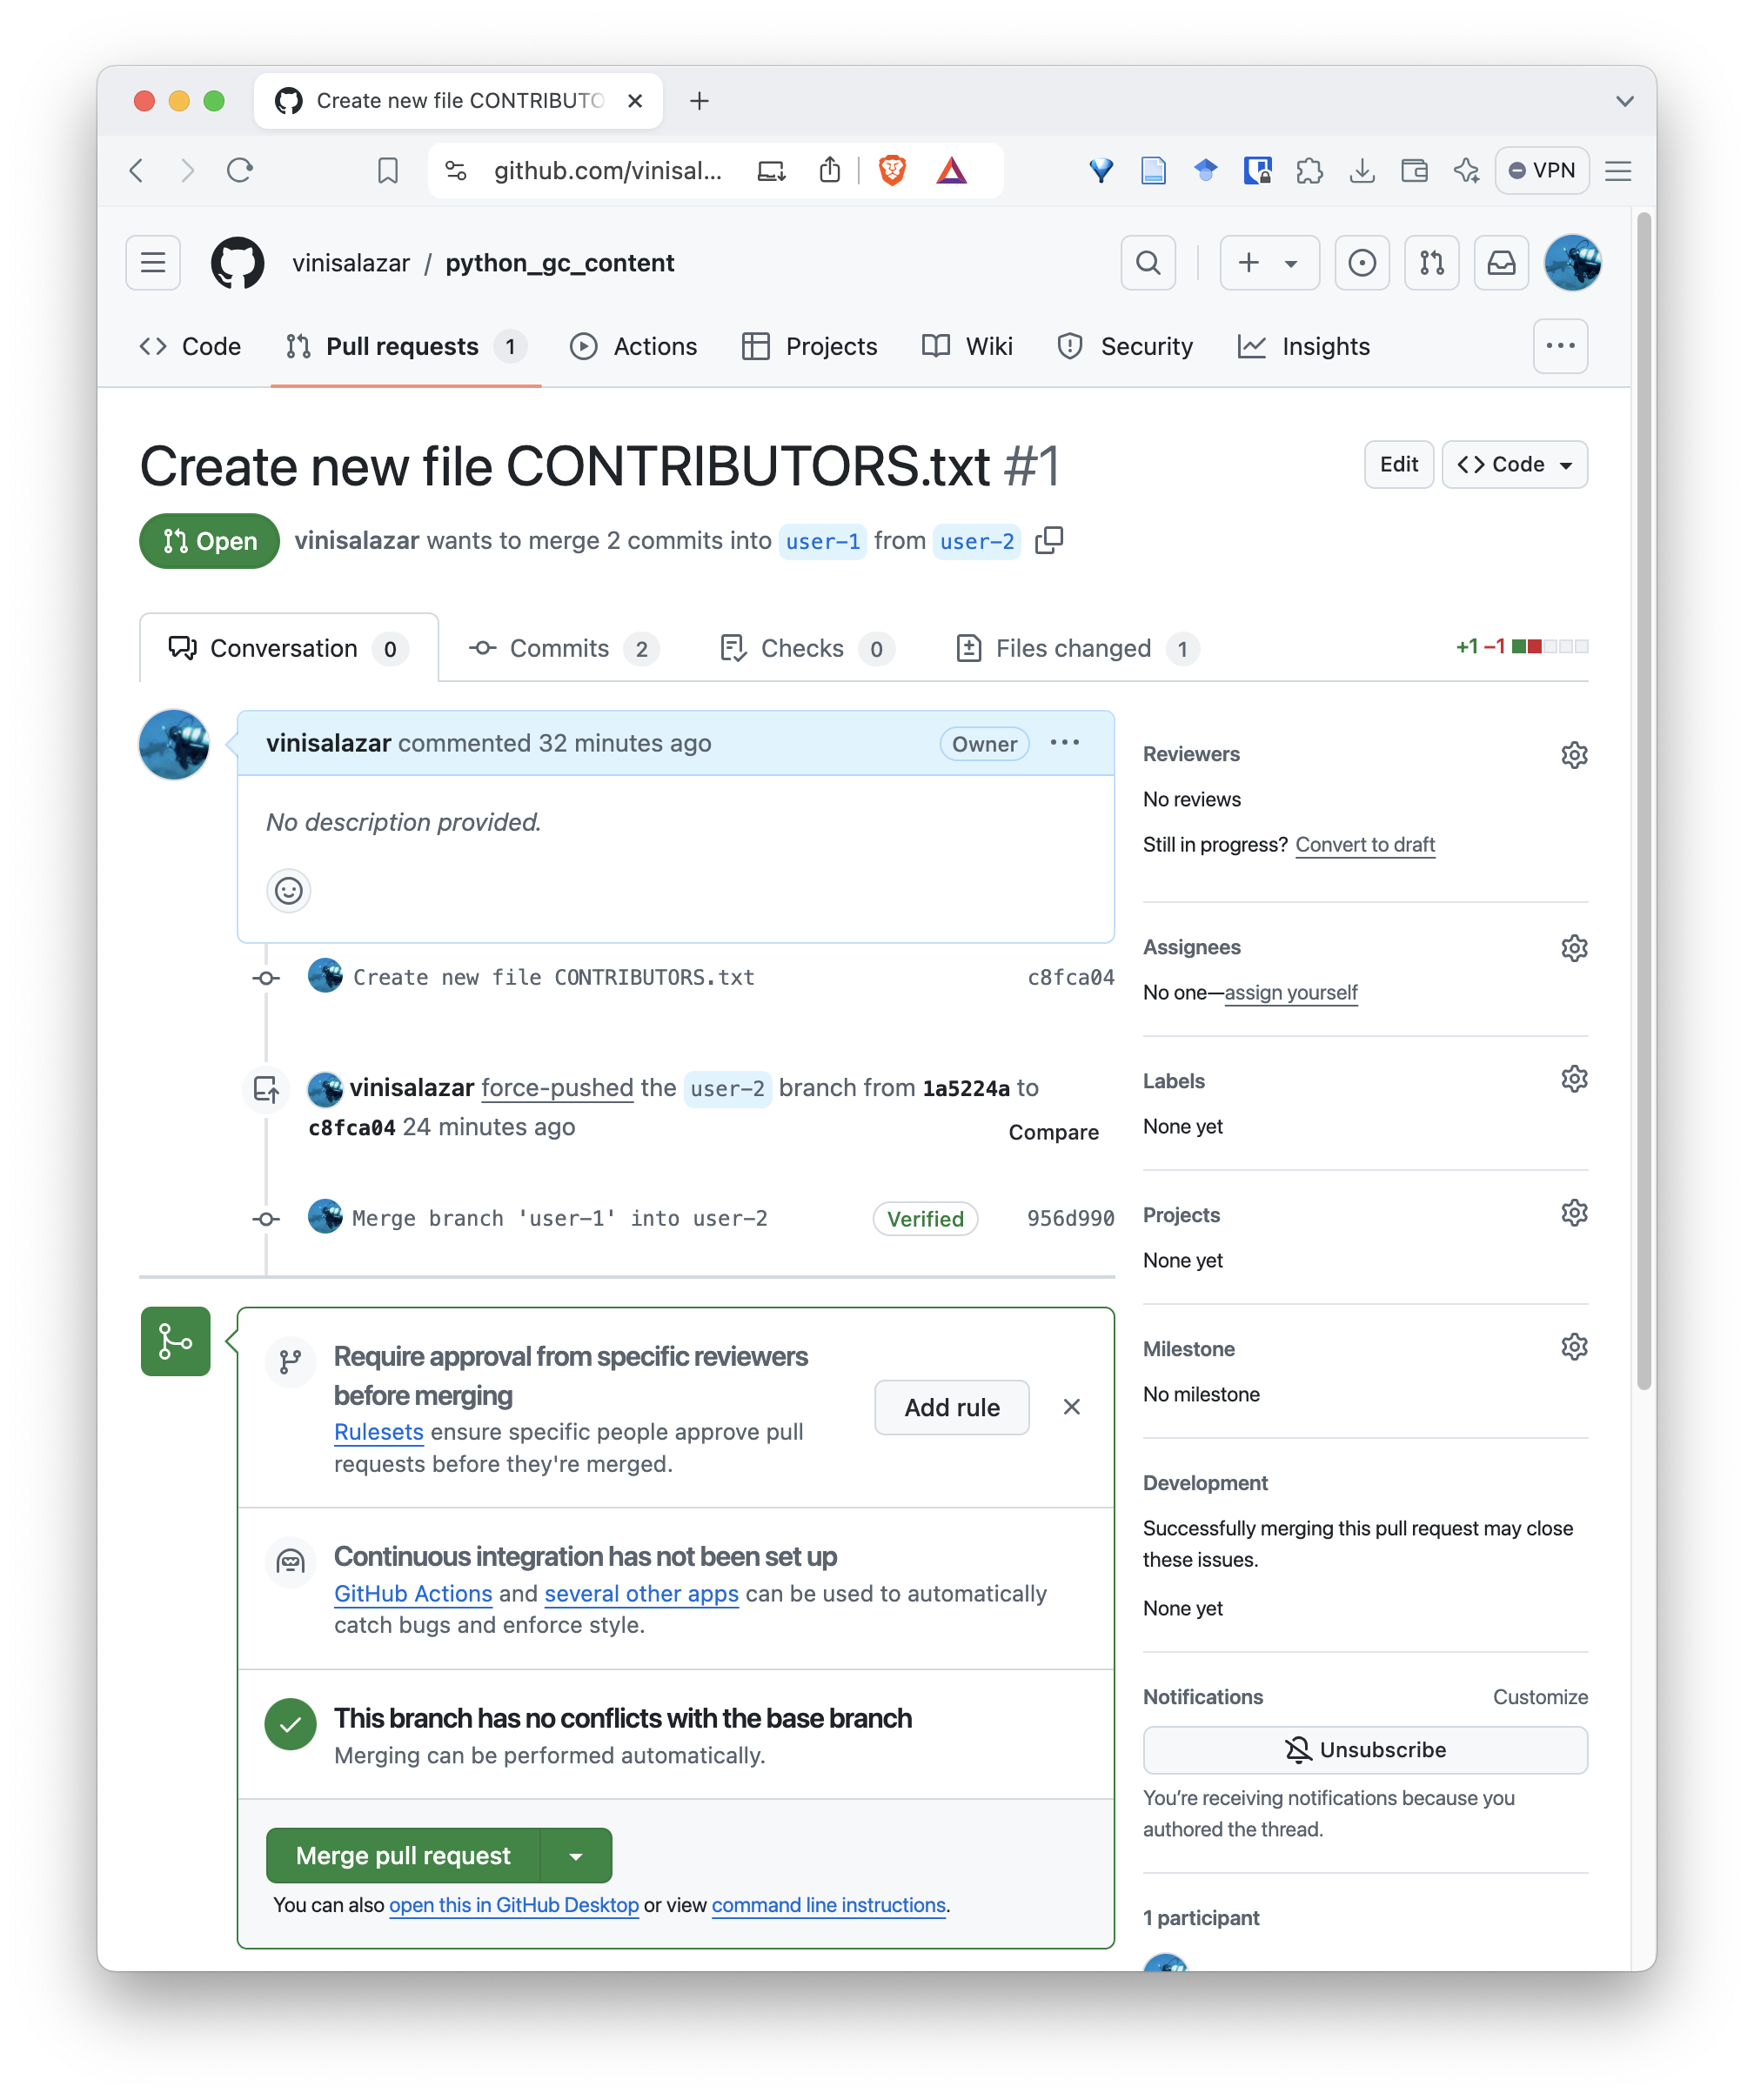 Create new file CONTRIBUTO
github.com/vinisal...
VPN
vinisalazar / python_gc_content
Code
Pull requests 1
Actions
Projects
Wiki
Security
Insights
Create new file CONTRIBUTORS.txt #1
Edit
Code
Open
vinisalazar wants to merge 2 commits into user-1 from user-2
Conversation 0
Commits 2
Checks 0
Files changed 1
+1 −1
vinisalazar commented 32 minutes ago
Owner
No description provided.
Create new file CONTRIBUTORS.txt
c8fca04
vinisalazar force-pushed the user-2 branch from 1a5224a to
c8fca04 24 minutes ago
Compare
Merge branch 'user-1' into user-2
Verified
956d990
Require approval from specific reviewers
before merging
Rulesets ensure specific people approve pull
requests before they're merged.
Add rule
Continuous integration has not been set up
GitHub Actions and several other apps can be used to automatically
catch bugs and enforce style.
This branch has no conflicts with the base branch
Merging can be performed automatically.
Merge pull request
You can also open this in GitHub Desktop or view command line instructions.
Reviewers
No reviews
Still in progress? Convert to draft
Assignees
No one—assign yourself
Labels
None yet
Projects
None yet
Milestone
No milestone
Development
Successfully merging this pull request may close
these issues.
None yet
Notifications
Customize
Unsubscribe
You’re receiving notifications because you
authored the thread.
1 participant